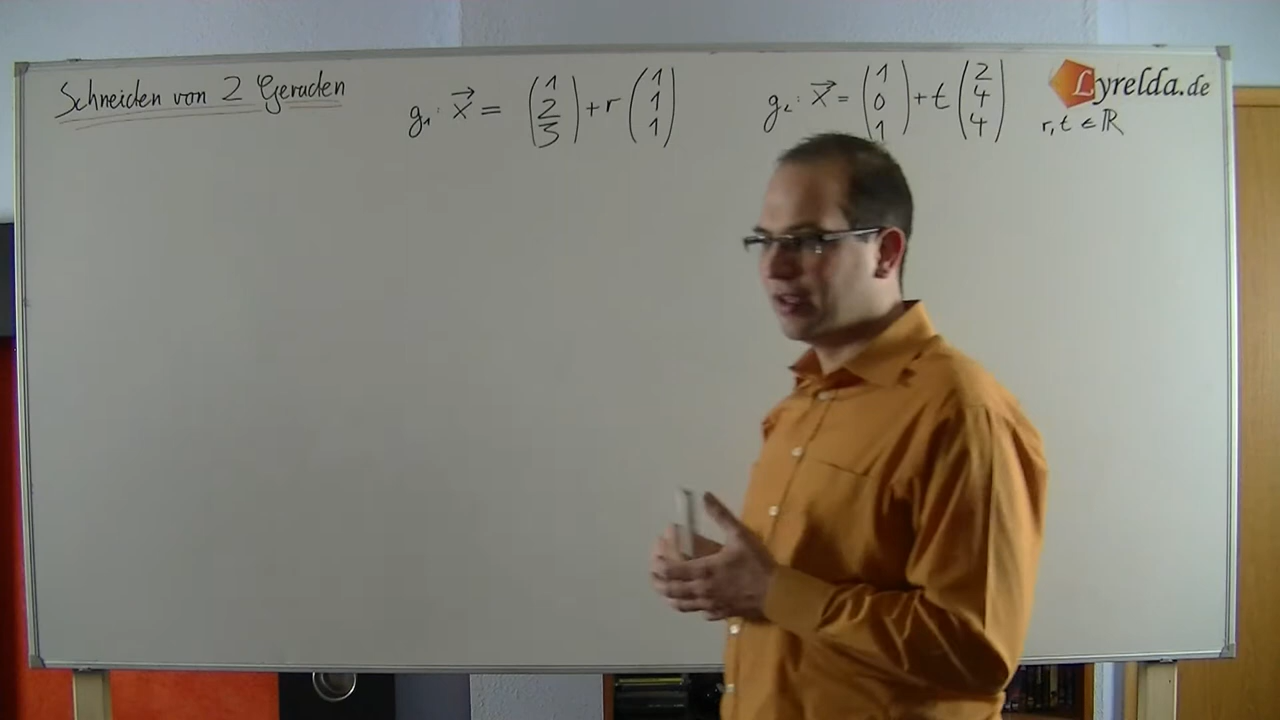 Schneiden von 2 Geraden
g₁: x⃗ = (1 2 3) + r (1 1 1)
g₂: x⃗ = (1 0 1) + t (2 4 4)
r, t ∈ ℝ
Lyrelda.de